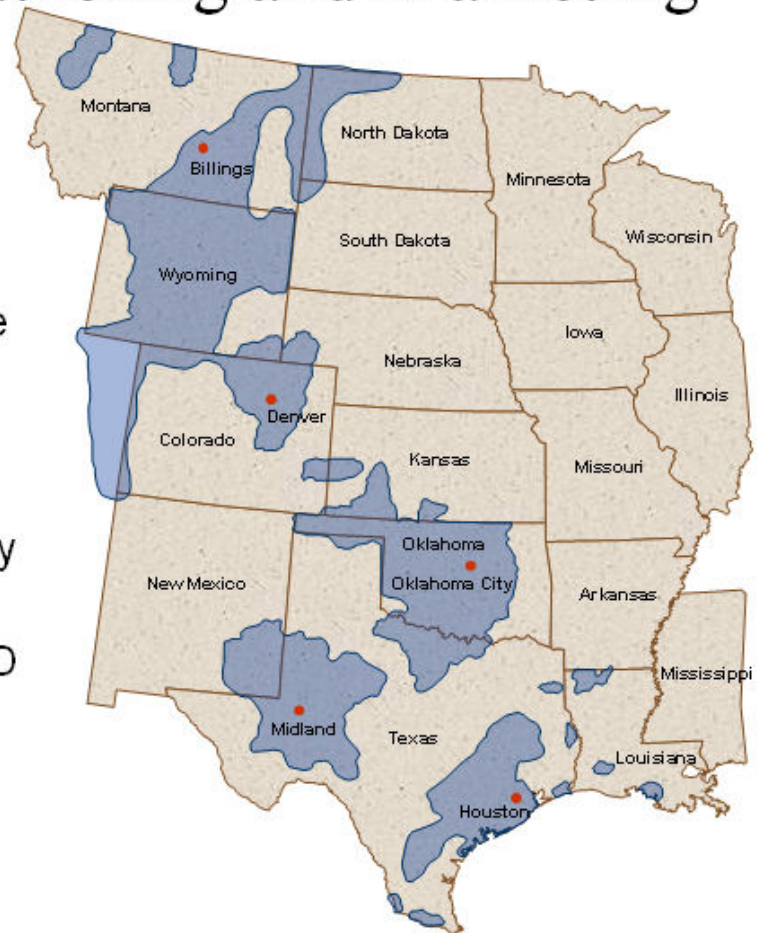 Montana
North Dakota
Billings
Minnesota
South Dakota
Wisconsin
Wyoming
Iowa
Nebraska
Illinois
Denver
Colorado
Kansas
Missouri
Oklahoma
New Mexico
Oklahoma City
Arkansas
Mississippi
Midland
Texas
Louisiana
Houston